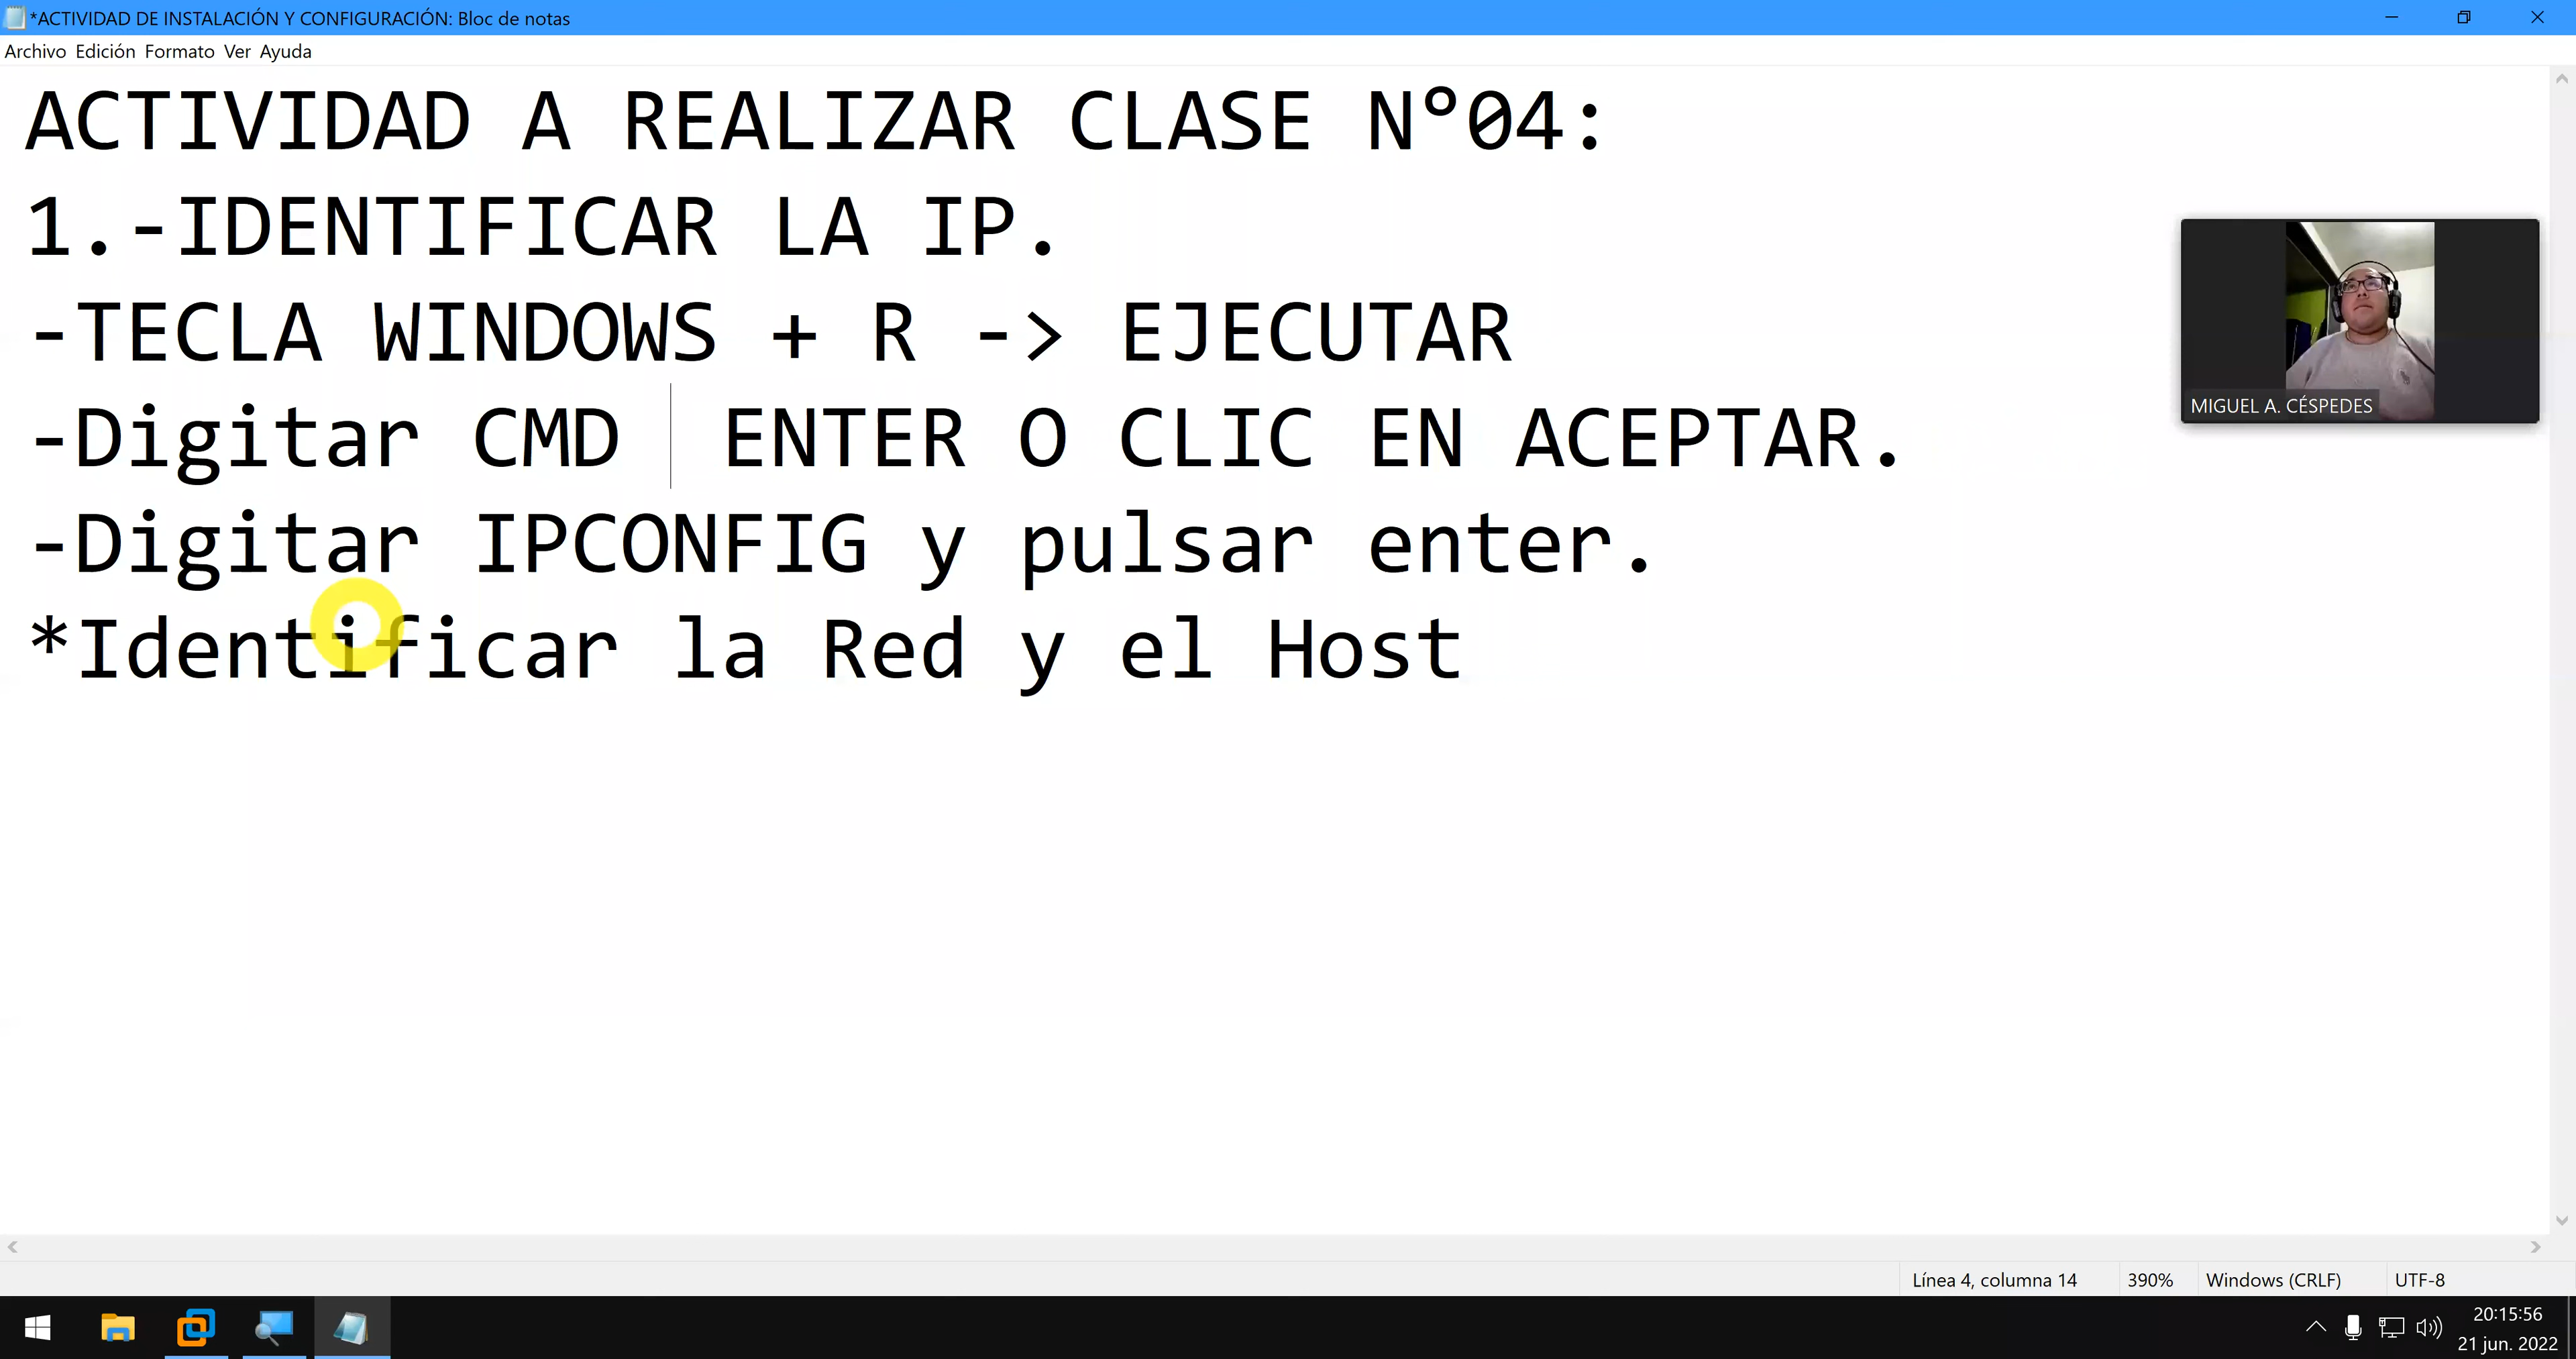 *ACTIVIDAD DE INSTALACIÓN Y CONFIGURACIÓN: Bloc de notas
Archivo Edición Formato Ver Ayuda
ACTIVIDAD A REALIZAR CLASE N°04:
1.-IDENTIFICAR LA IP.
-TECLA WINDOWS + R -> EJECUTAR
-Digitar CMD  ENTER O CLIC EN ACEPTAR.
-Digitar IPCONFIG y pulsar enter.
*Identificar la Red y el Host
MIGUEL A. CÉSPEDES
Línea 4, columna 14 390% Windows (CRLF) UTF-8
20:15:56
21 jun. 2022